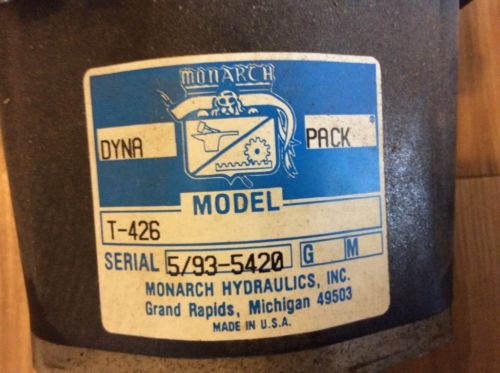 MONARCH
DYNA PACK
MODEL
T-426
SERIAL 5/93-5420 G M
MONARCH HYDRAULICS, INC.
Grand Rapids, Michigan 49503
MADE IN U.S.A.